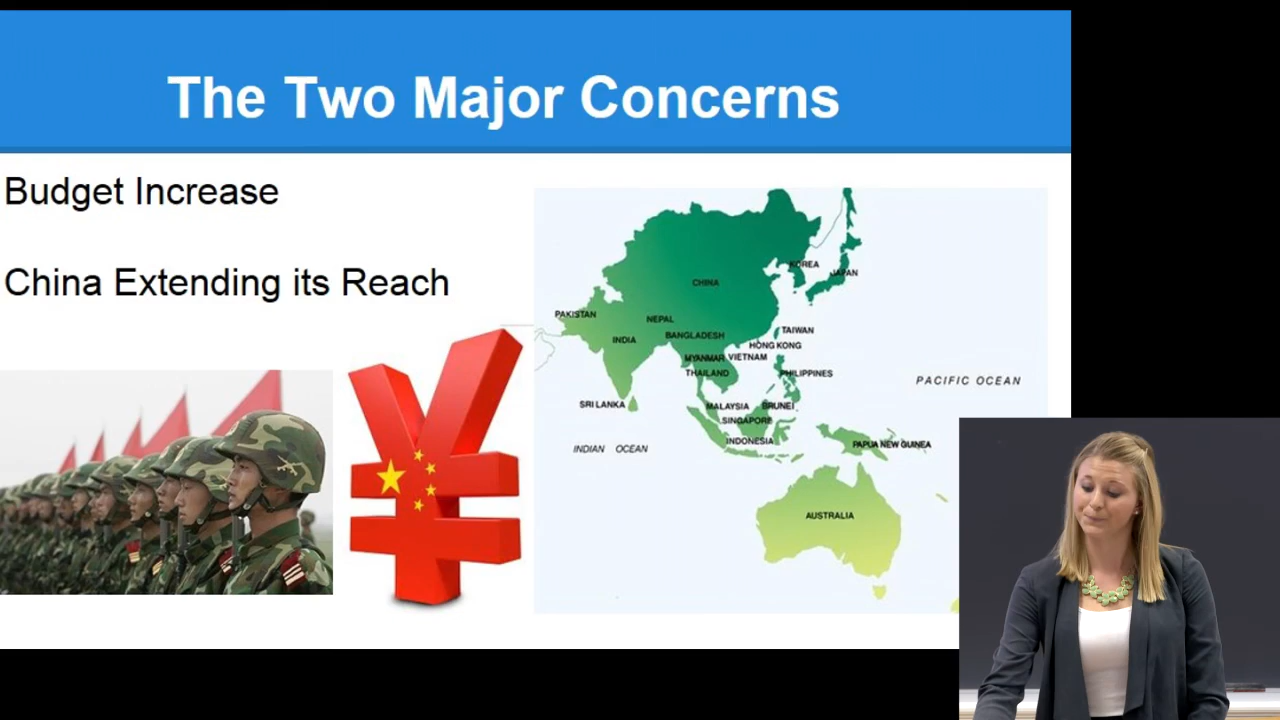 The Two Major Concerns
Budget Increase
China Extending its Reach
KOREA
JAPAN
CHINA
PAKISTAN
NEPAL
TAIWAN
INDIA
BANGLADESH
HONG KONG
MYANMAR
VIETNAM
THAILAND
PHILIPPINES
PACIFIC OCEAN
SRI LANKA
MALAYSIA
BRUNEI
SINGAPORE
INDONESIA
PAPUA NEW GUINEA
INDIAN OCEAN
AUSTRALIA